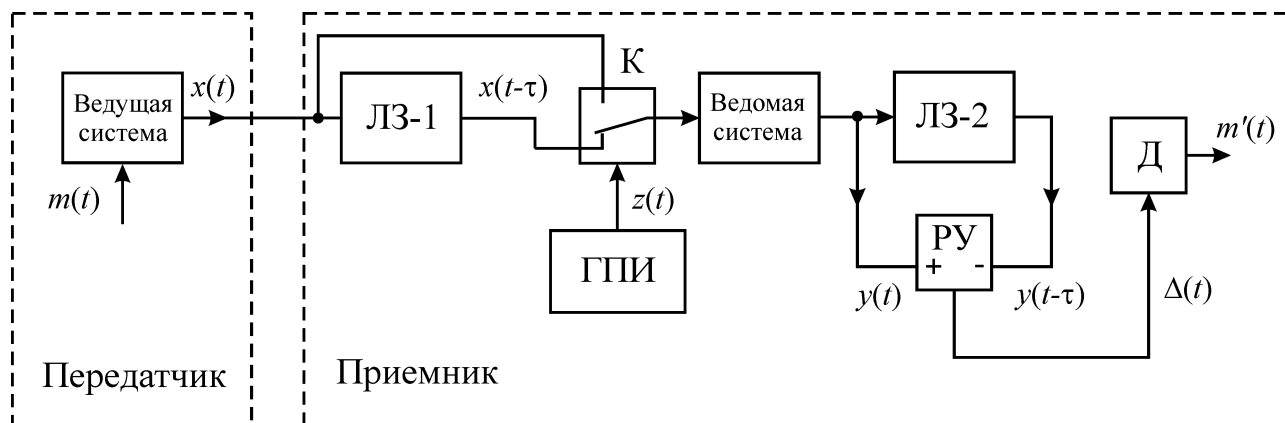 Ведущая
система
x(t)
m(t)
Передатчик
ЛЗ-1
x(t-τ)
К
z(t)
ГПИ
Ведомая
система
ЛЗ-2
РУ
+ -
y(t)
y(t-τ)
Δ(t)
Д
m'(t)
Приемник